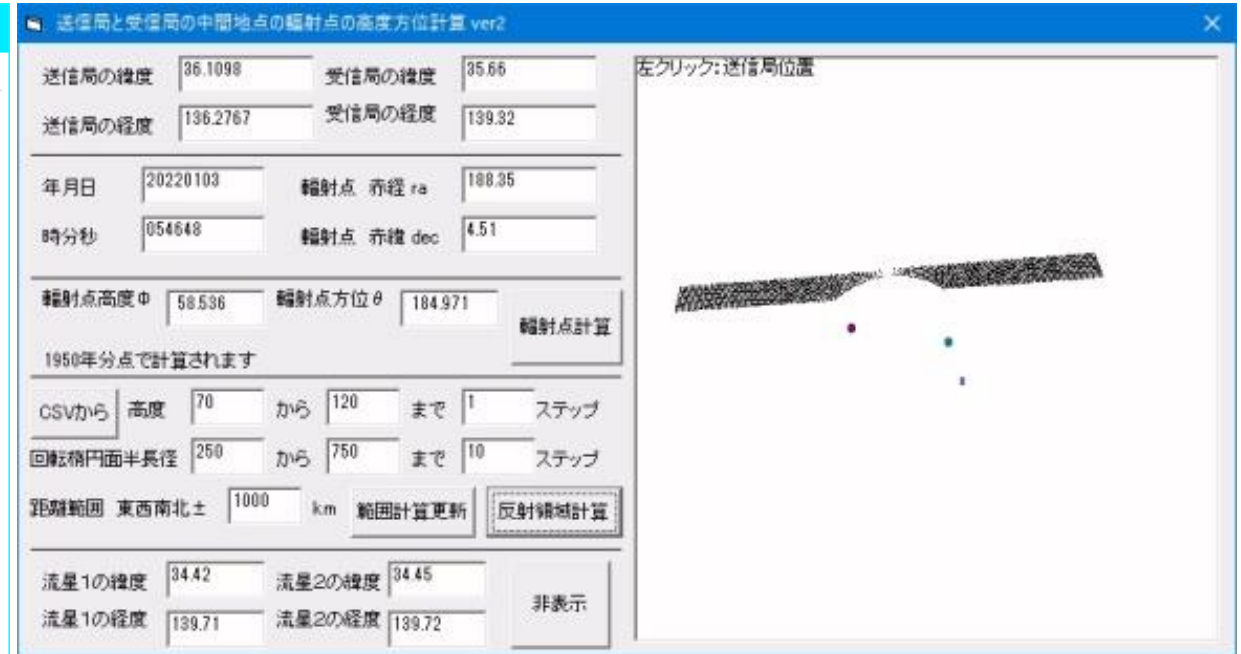 送信局と受信局の中間地点の輻射点の高度方位計算 ver2
送信局の緯度 36.1098 受信局の緯度 35.66
送信局の経度 136.2767 受信局の経度 139.32
年月日 20220103 輻射点 赤経 ra 188.35
時分秒 054648 輻射点 赤緯 dec 4.51
輻射点高度Φ 58.536 輻射点方位θ 184.971 輻射点計算
1950年分点で計算されます
CSVから 高度 70 から 120 まで 1 ステップ
回転楕円面半長径 250 から 750 まで 10 ステップ
距離範囲 東西南北± 1000 km 範囲計算更新 反射領域計算
流星1の緯度 34.42 流星2の緯度 34.45
流星1の経度 139.71 流星2の経度 139.72 非表示
左クリック:送信局位置